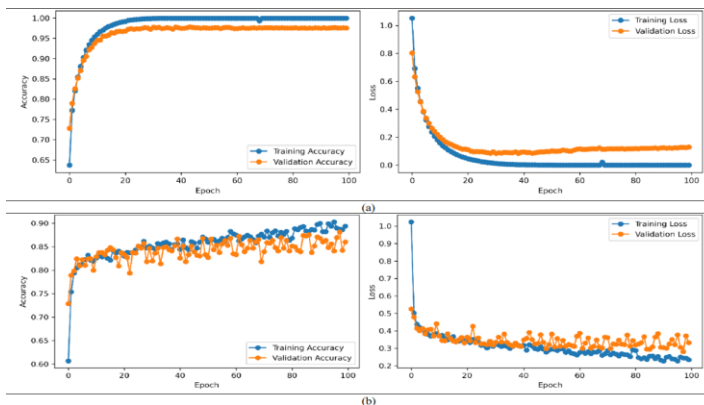 1.00
0.95
0.90
0.85
0.80
0.75
0.70
0.65
Accuracy
Training Accuracy
Validation Accuracy
0 20 40 60 80 100
Epoch
1.0
0.8
0.6
0.4
0.2
0.0
Loss
Training Loss
Validation Loss
0 20 40 60 80 100
Epoch
(a)
0.90
0.85
0.80
0.75
0.70
0.65
0.60
Accuracy
Training Accuracy
Validation Accuracy
0 20 40 60 80 100
Epoch
1.0
0.9
0.8
0.7
0.6
0.5
0.4
0.3
0.2
Loss
Training Loss
Validation Loss
0 20 40 60 80 100
Epoch
(b)